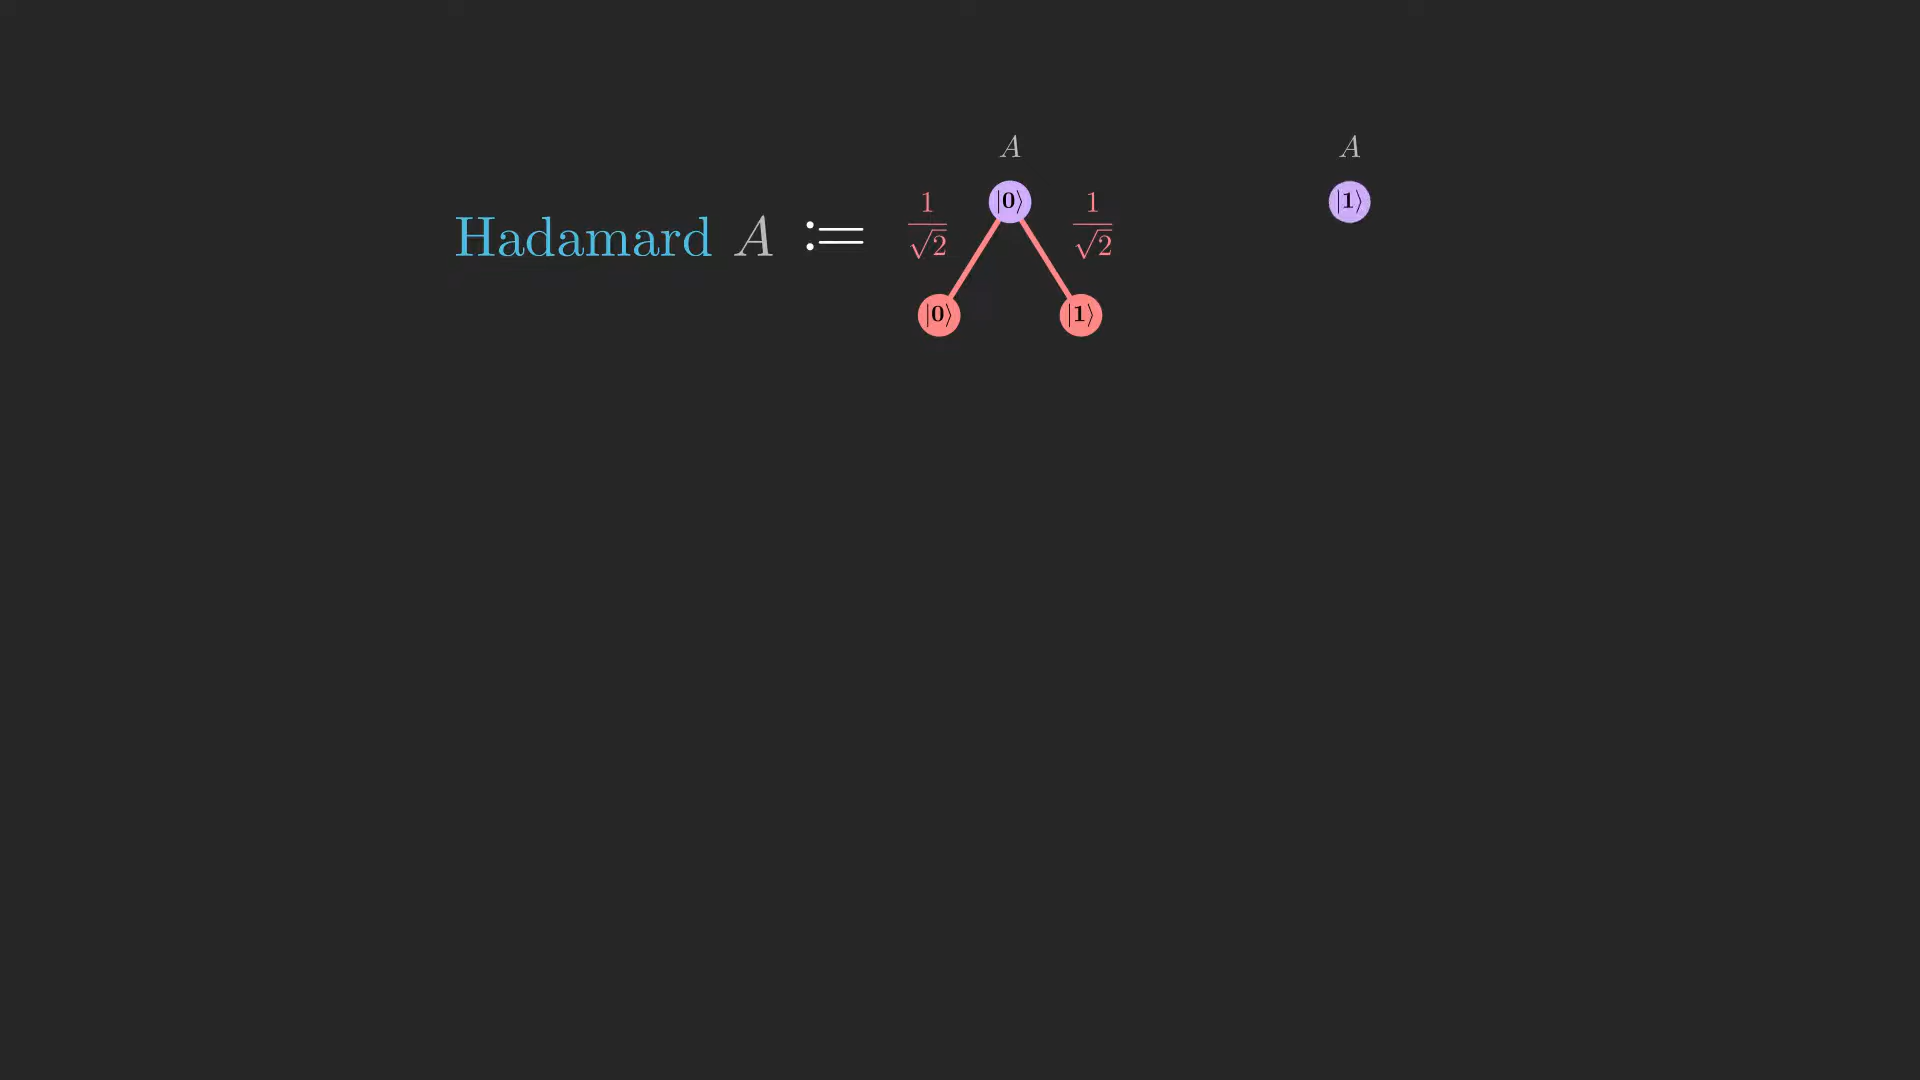 A A
1/√2 |0⟩ 1/√2 |1⟩
Hadamard A :=
|0⟩ |1⟩